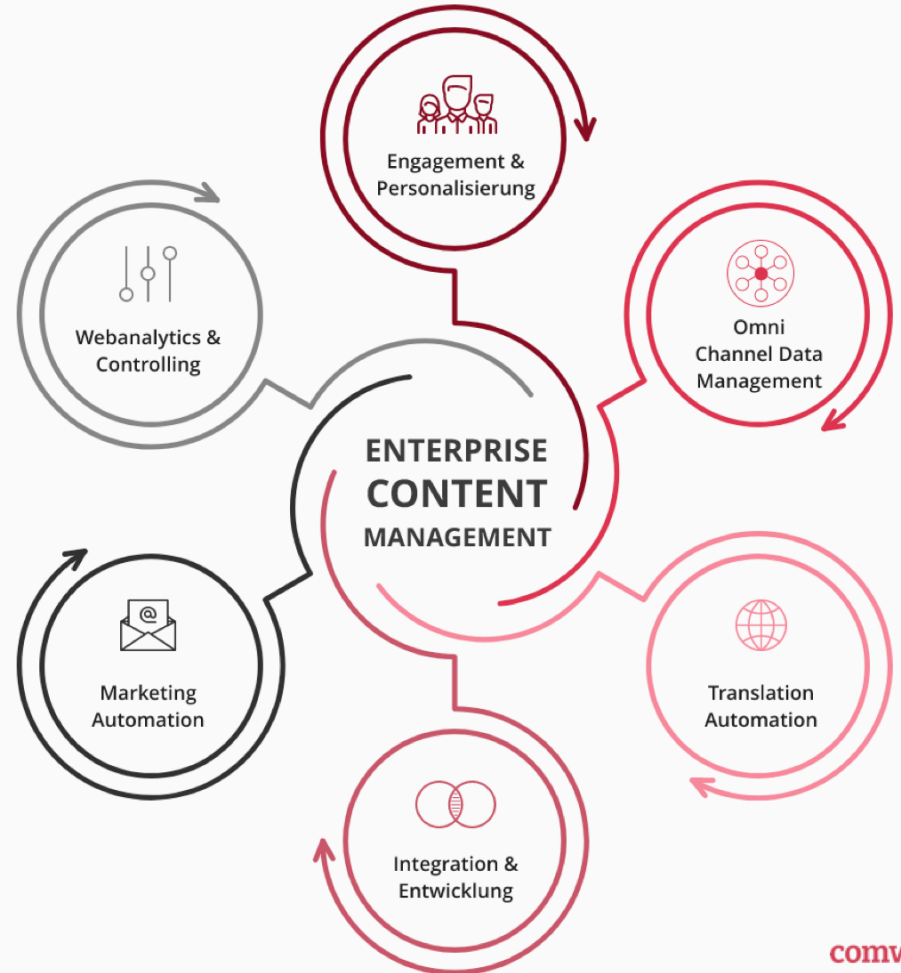 Engagement &
Personalisierung
Webanalytics &
Controlling
Omni
Channel Data
Management
ENTERPRISE
CONTENT
MANAGEMENT
@
Marketing
Automation
Translation
Automation
Integration &
Entwicklung